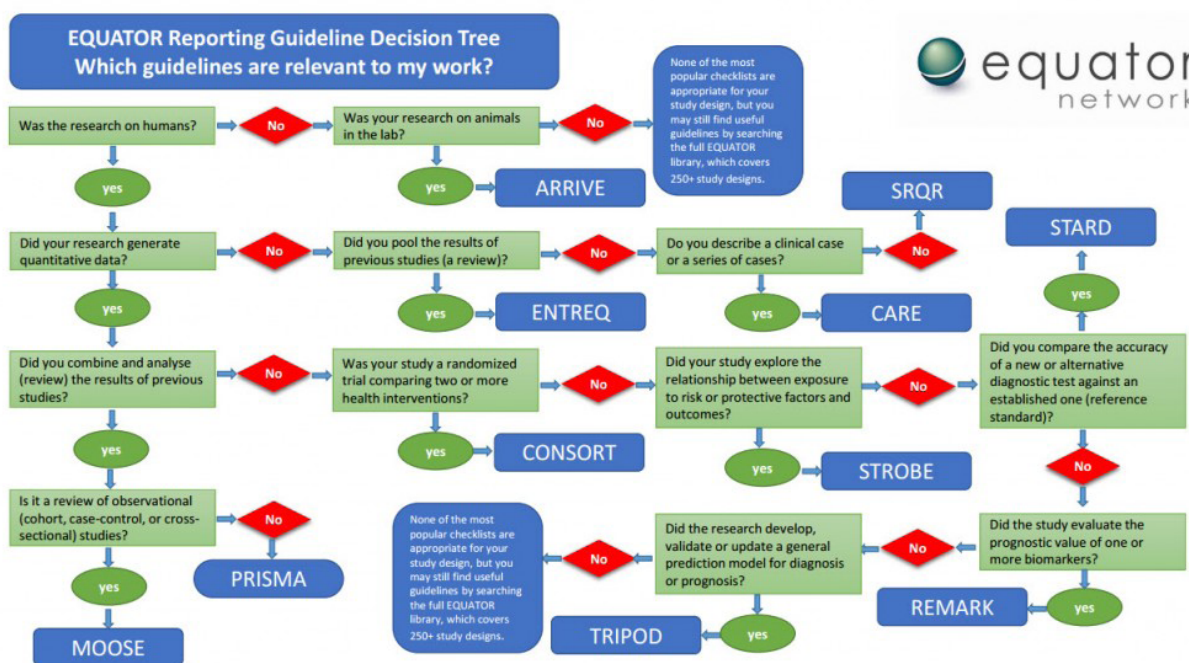 EQUATOR Reporting Guideline Decision Tree
Which guidelines are relevant to my work?
equator
network
None of the most
popular checklists are
appropriate for your
study design, but you
may still find useful
guidelines by searching
the full EQUATOR
library, which covers
250+ study designs.
Was the research on humans?
No
Was your research on animals
in the lab?
No
yes
yes
ARRIVE
SRQR
STARD
Did your research generate
quantitative data?
No
Did you pool the results of
previous studies (a review)?
No
Do you describe a clinical case
or a series of cases?
No
yes
yes
yes
ENTREQ
yes
CARE
Did you combine and analyse
(review) the results of previous
studies?
No
Was your study a randomized
trial comparing two or more
health interventions?
No
Did your study explore the
relationship between exposure
to risk or protective factors and
outcomes?
No
Did you compare the accuracy
of a new or alternative
diagnostic test against an
established one (reference
standard)?
yes
yes
CONSORT
yes
STROBE
No
Is it a review of observational
(cohort, case-control, or cross-
sectional) studies?
No
PRISMA
None of the most
popular checklists are
appropriate for your
study design, but
you may still find useful
guidelines by searching
the full EQUATOR
library, which covers
250+ study designs.
No
Did the research develop,
validate or update a general
prediction model for diagnosis
or prognosis?
No
Did the study evaluate the
prognostic value of one or
more biomarkers?
yes
MOOSE
TRIPOD
yes
REMARK
yes